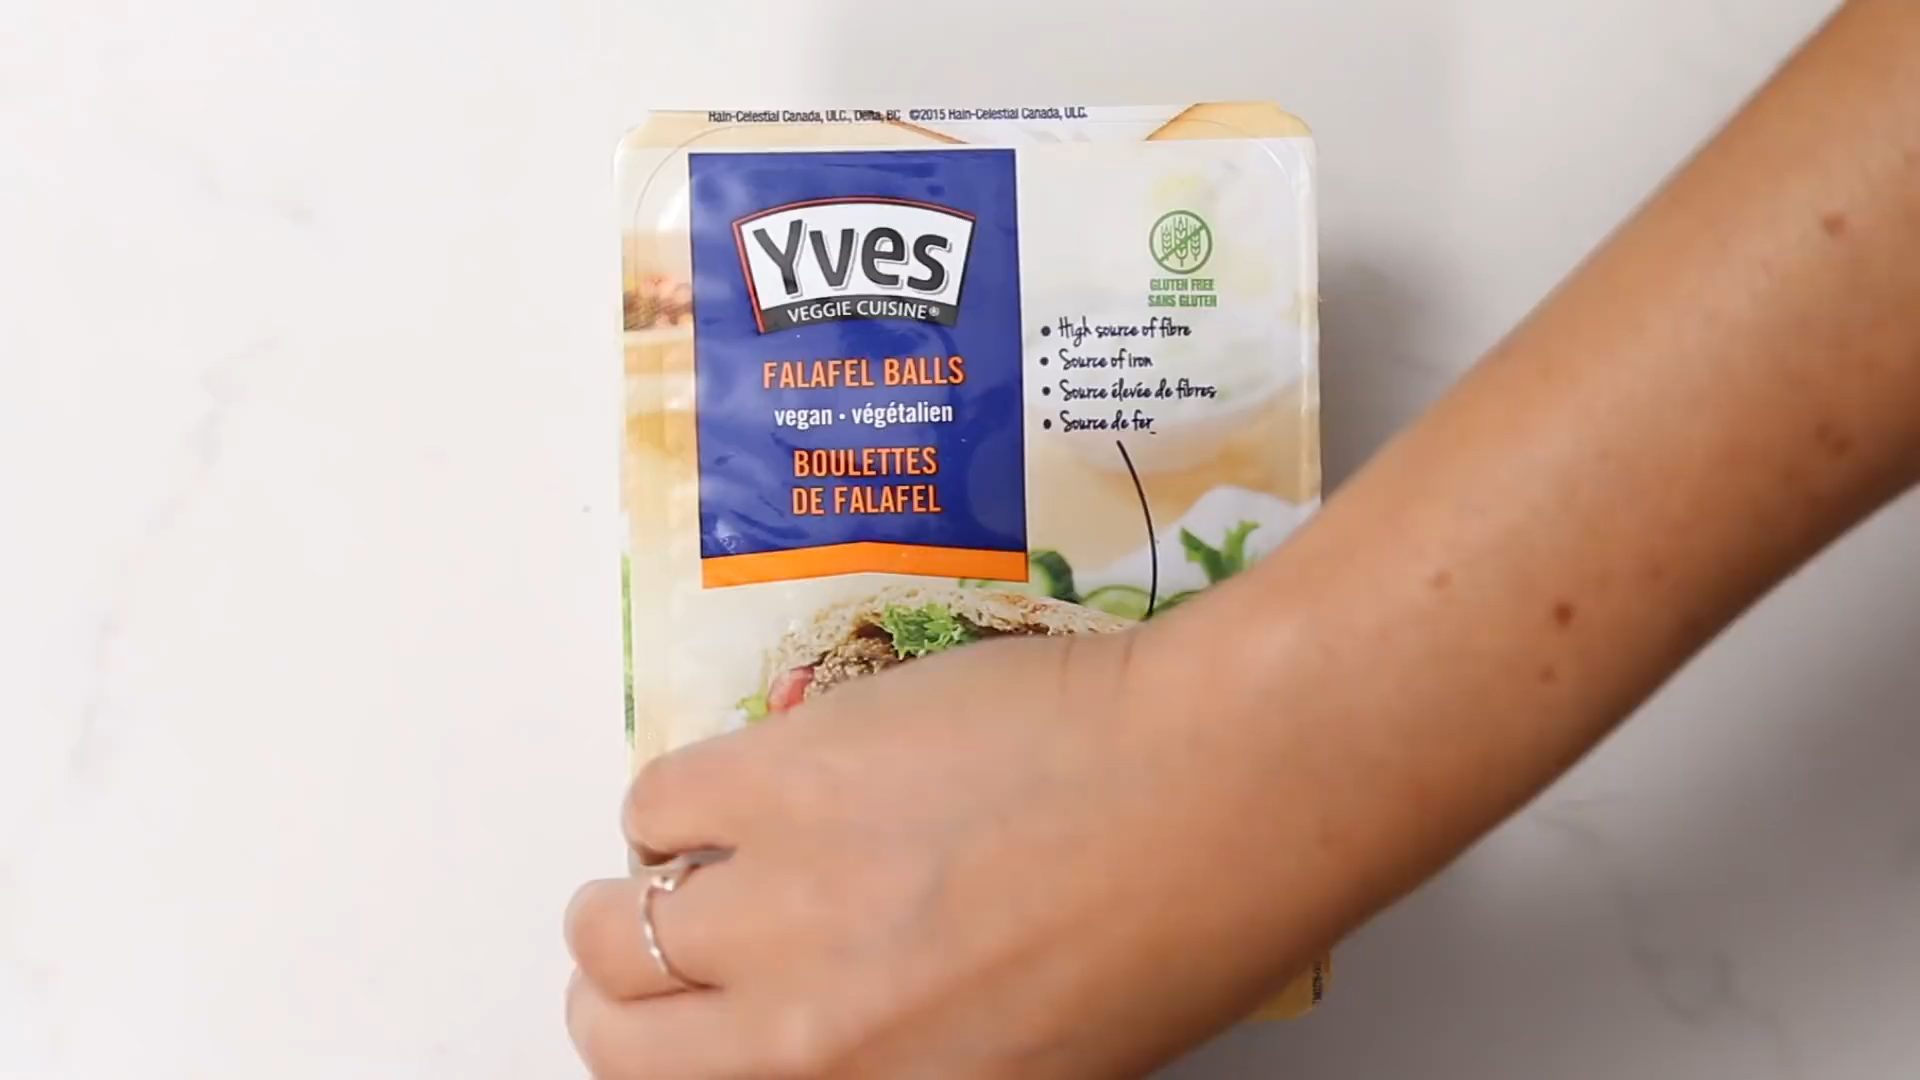 Hain-Celestial Canada, ULC., Delta, BC ©2015 Hain-Celestial Canada, ULC.
Yves
VEGGIE CUISINE®
FALAFEL BALLS
vegan • végétalien
BOULETTES
DE FALAFEL
GLUTEN FREE
SANS GLUTEN
• High source of fibre
• Source of iron
• Source élevée de fibres
• Source de fer